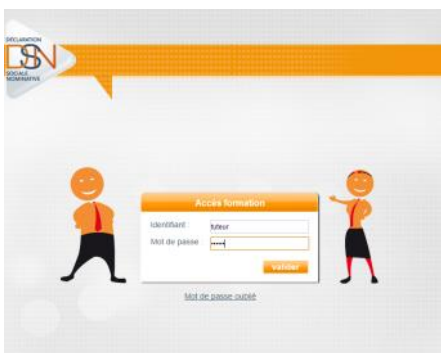 DÉCLARATION
DSN
SOCIALE
NOMINATIVE
Accès formation
Identifiant
tuteur
Mot de passe
•••••
valider
Mot de passe oublié